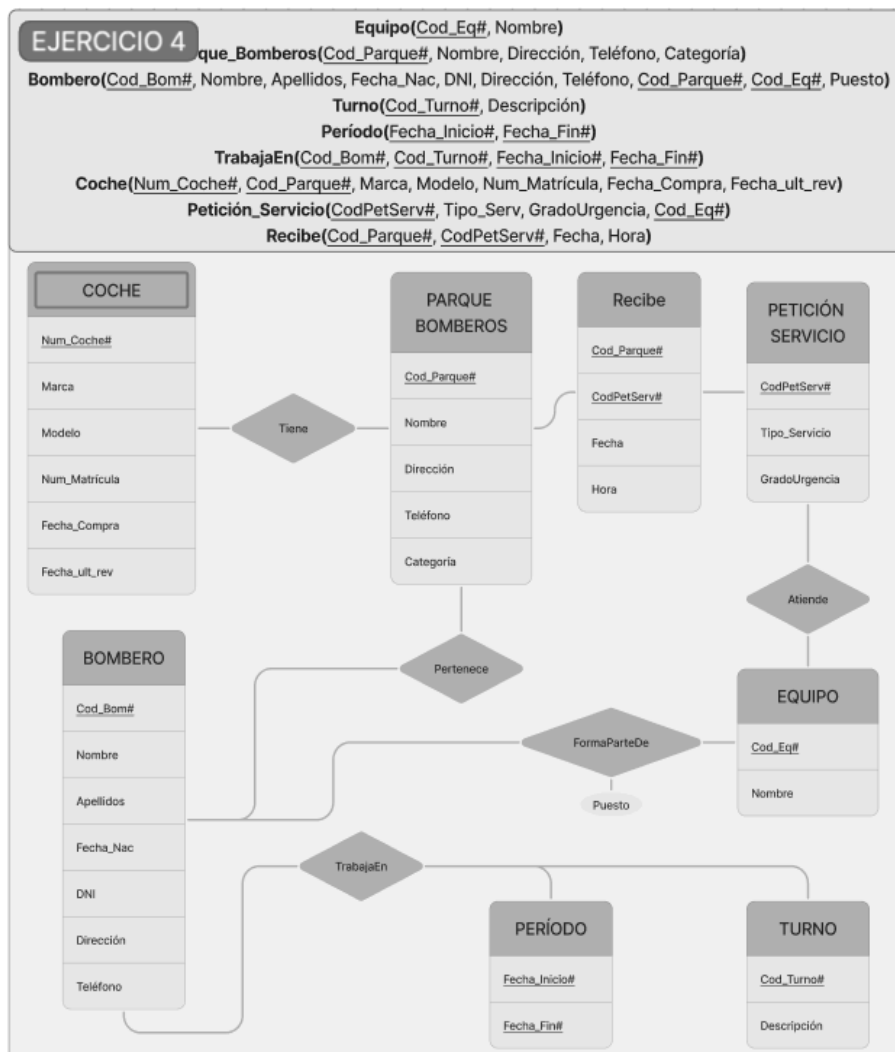 Equipo(Cod_Eq#, Nombre)
EJERCICIO 4
que_Bomberos(Cod_Parque#, Nombre, Dirección, Teléfono, Categoría)
Bombero(Cod_Bom#, Nombre, Apellidos, Fecha_Nac, DNI, Dirección, Teléfono, Cod_Parque#, Cod_Eq#, Puesto)
Turno(Cod_Turno#, Descripción)
Período(Fecha_Inicio#, Fecha_Fin#)
TrabajaEn(Cod_Bom#, Cod_Turno#, Fecha_Inicio#, Fecha_Fin#)
Coche(Num_Coche#, Cod_Parque#, Marca, Modelo, Num_Matrícula, Fecha_Compra, Fecha_ult_rev)
Petición_Servicio(CodPetServ#, Tipo_Serv, GradoUrgencia, Cod_Eq#)
Recibe(Cod_Parque#, CodPetServ#, Fecha, Hora)
COCHE
Num_Coche#
Marca
Modelo
Num_Matrícula
Fecha_Compra
Fecha_ult_rev
Tiene
PARQUE
BOMBEROS
Cod_Parque#
Nombre
Dirección
Teléfono
Categoría
Recibe
Cod_Parque#
CodPetServ#
Fecha
Hora
PETICIÓN
SERVICIO
CodPetServ#
Tipo_Servicio
GradoUrgencia
Atiende
Pertenece
BOMBERO
Cod_Bom#
Nombre
Apellidos
Fecha_Nac
DNI
Dirección
Teléfono
FormaParteDe
Puesto
EQUIPO
Cod_Eq#
Nombre
TrabajaEn
PERÍODO
Fecha_Inicio#
Fecha_Fin#
TURNO
Cod_Turno#
Descripción